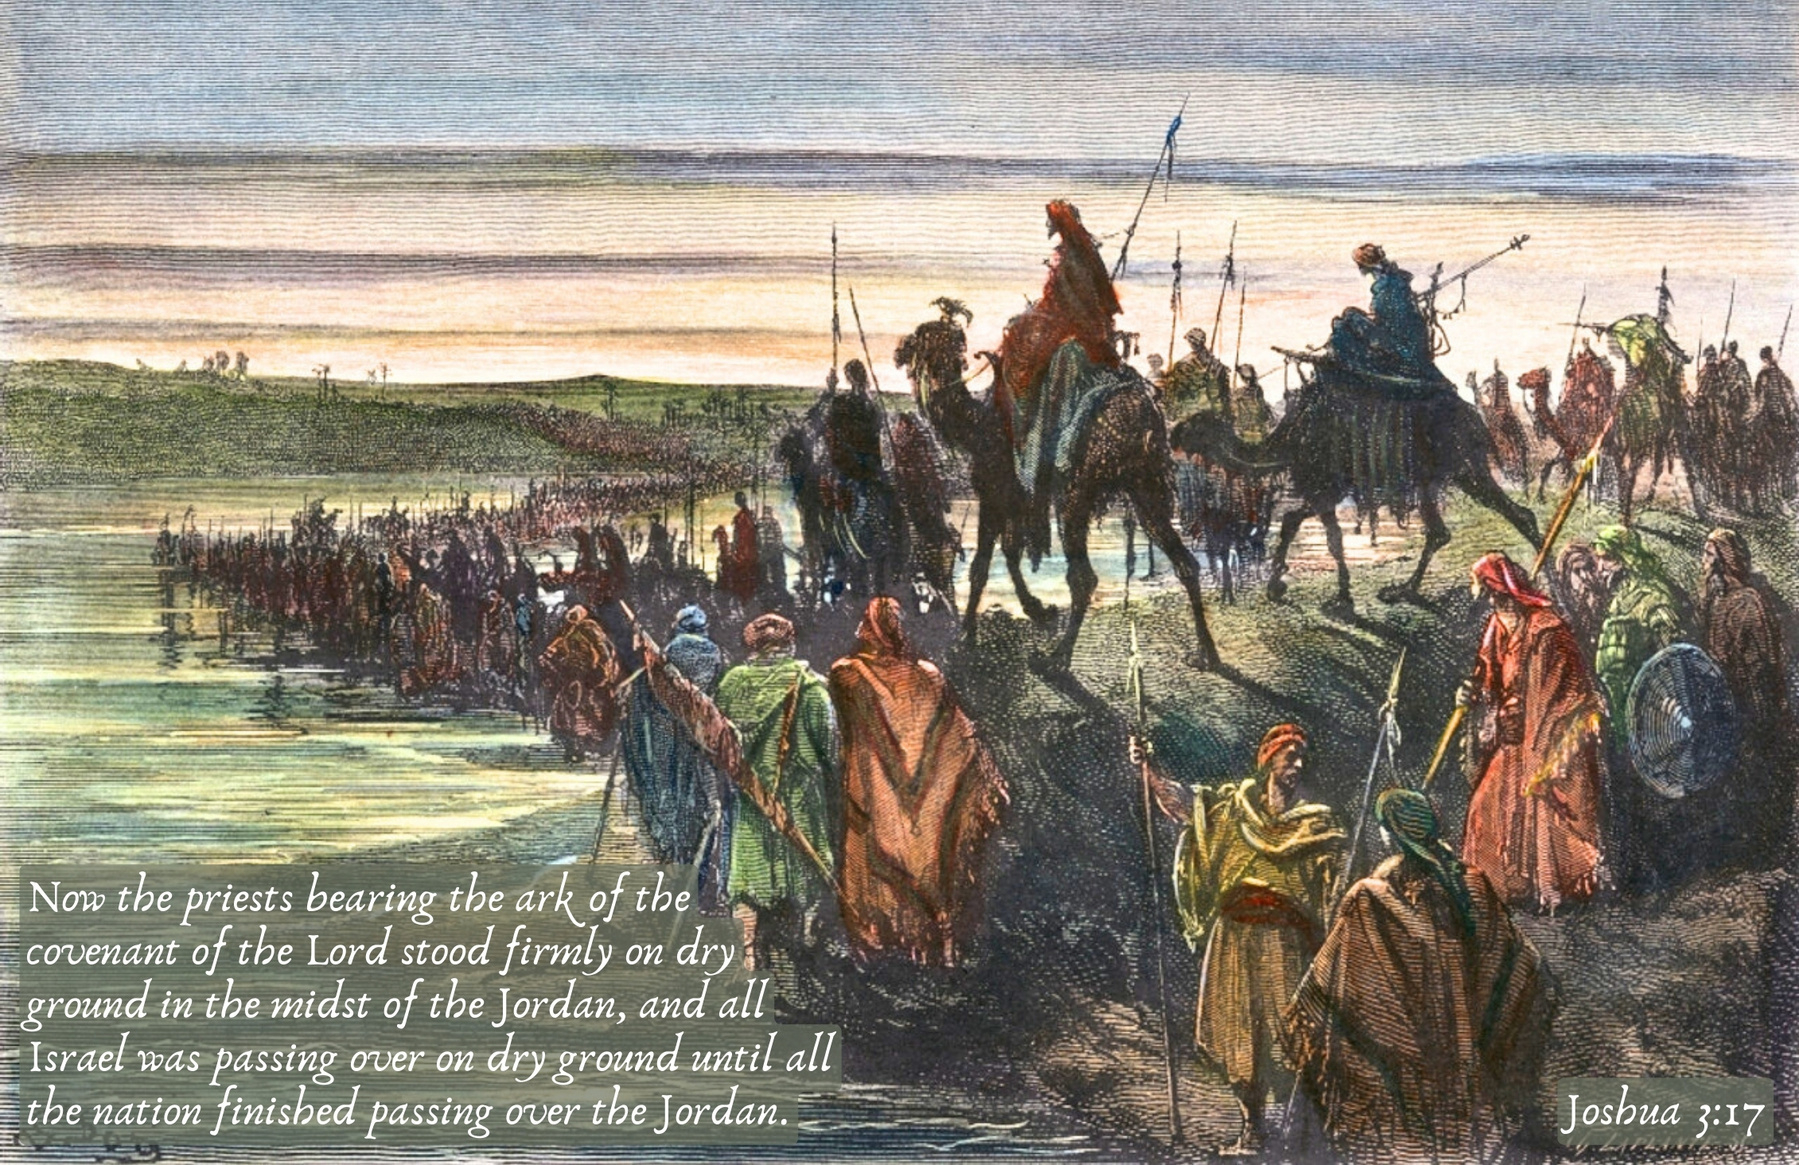 Now the priests bearing the ark of the
covenant of the Lord stood firmly on dry
ground in the midst of the Jordan, and all
Israel was passing over on dry ground until all
the nation finished passing over the Jordan.
Joshua 3:17